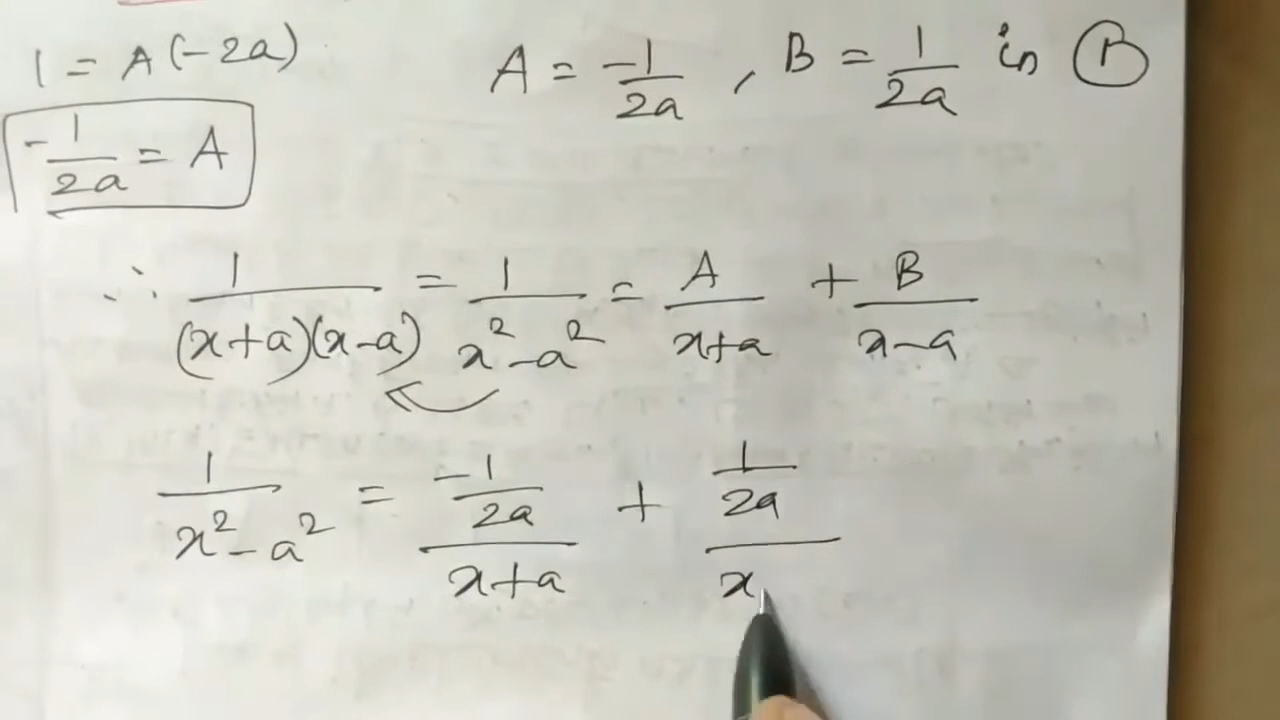 1 = A(-2a)
A = -1/2a , B = 1/2a in B
-1/2a = A
∴ 1/(x+a)(x-a) = 1/x²-a² = A/x+a + B/x-a
1/x²-a² = -1/2a/x+a + 1/2a/x